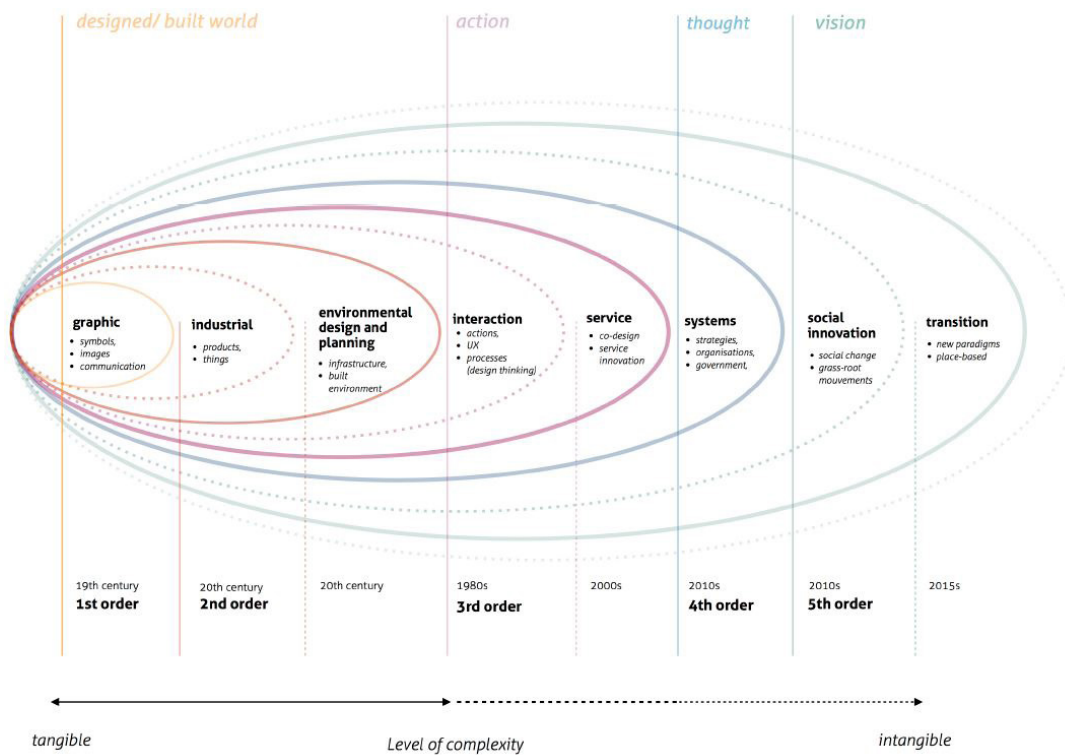 designed/ built world
action
thought
vision
graphic
• symbols,
• images
• communication
industrial
• products,
• things
environmental
design and
planning
• infrastructure,
• built
environment
interaction
• actions,
• UX
• processes
(design thinking)
service
• co-design
• service
innovation
systems
• strategies,
• organisations,
• government,
social
innovation
• social change
• grass-root
mouvements
transition
• new paradigms
• place-based
19th century
1st order
20th century
2nd order
20th century
1980s
3rd order
2000s
2010s
4th order
2010s
5th order
2015s
tangible
Level of complexity
intangible